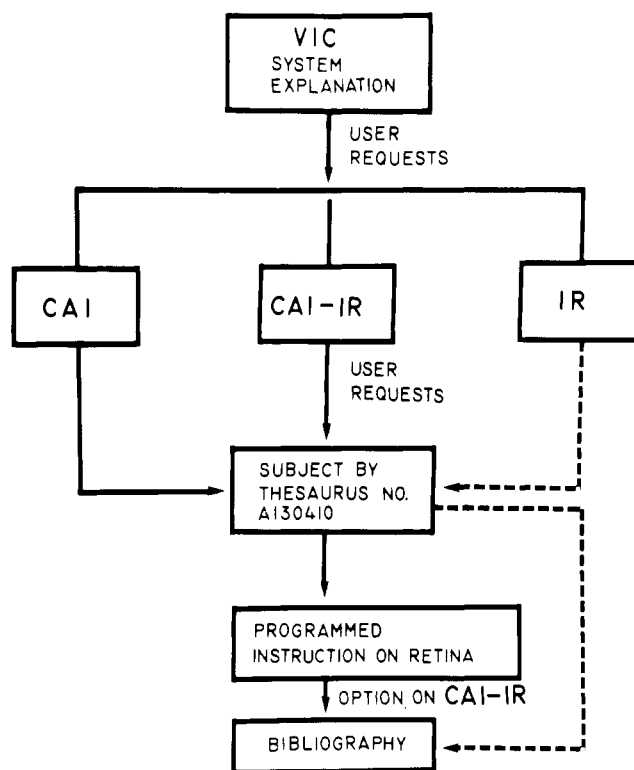 VIC
SYSTEM
EXPLANATION
USER
REQUESTS
CAI
CAI-IR
IR
USER
REQUESTS
SUBJECT BY
THESAURUS NO.
A130410
PROGRAMMED
INSTRUCTION ON RETINA
OPTION ON CAI-IR
BIBLIOGRAPHY